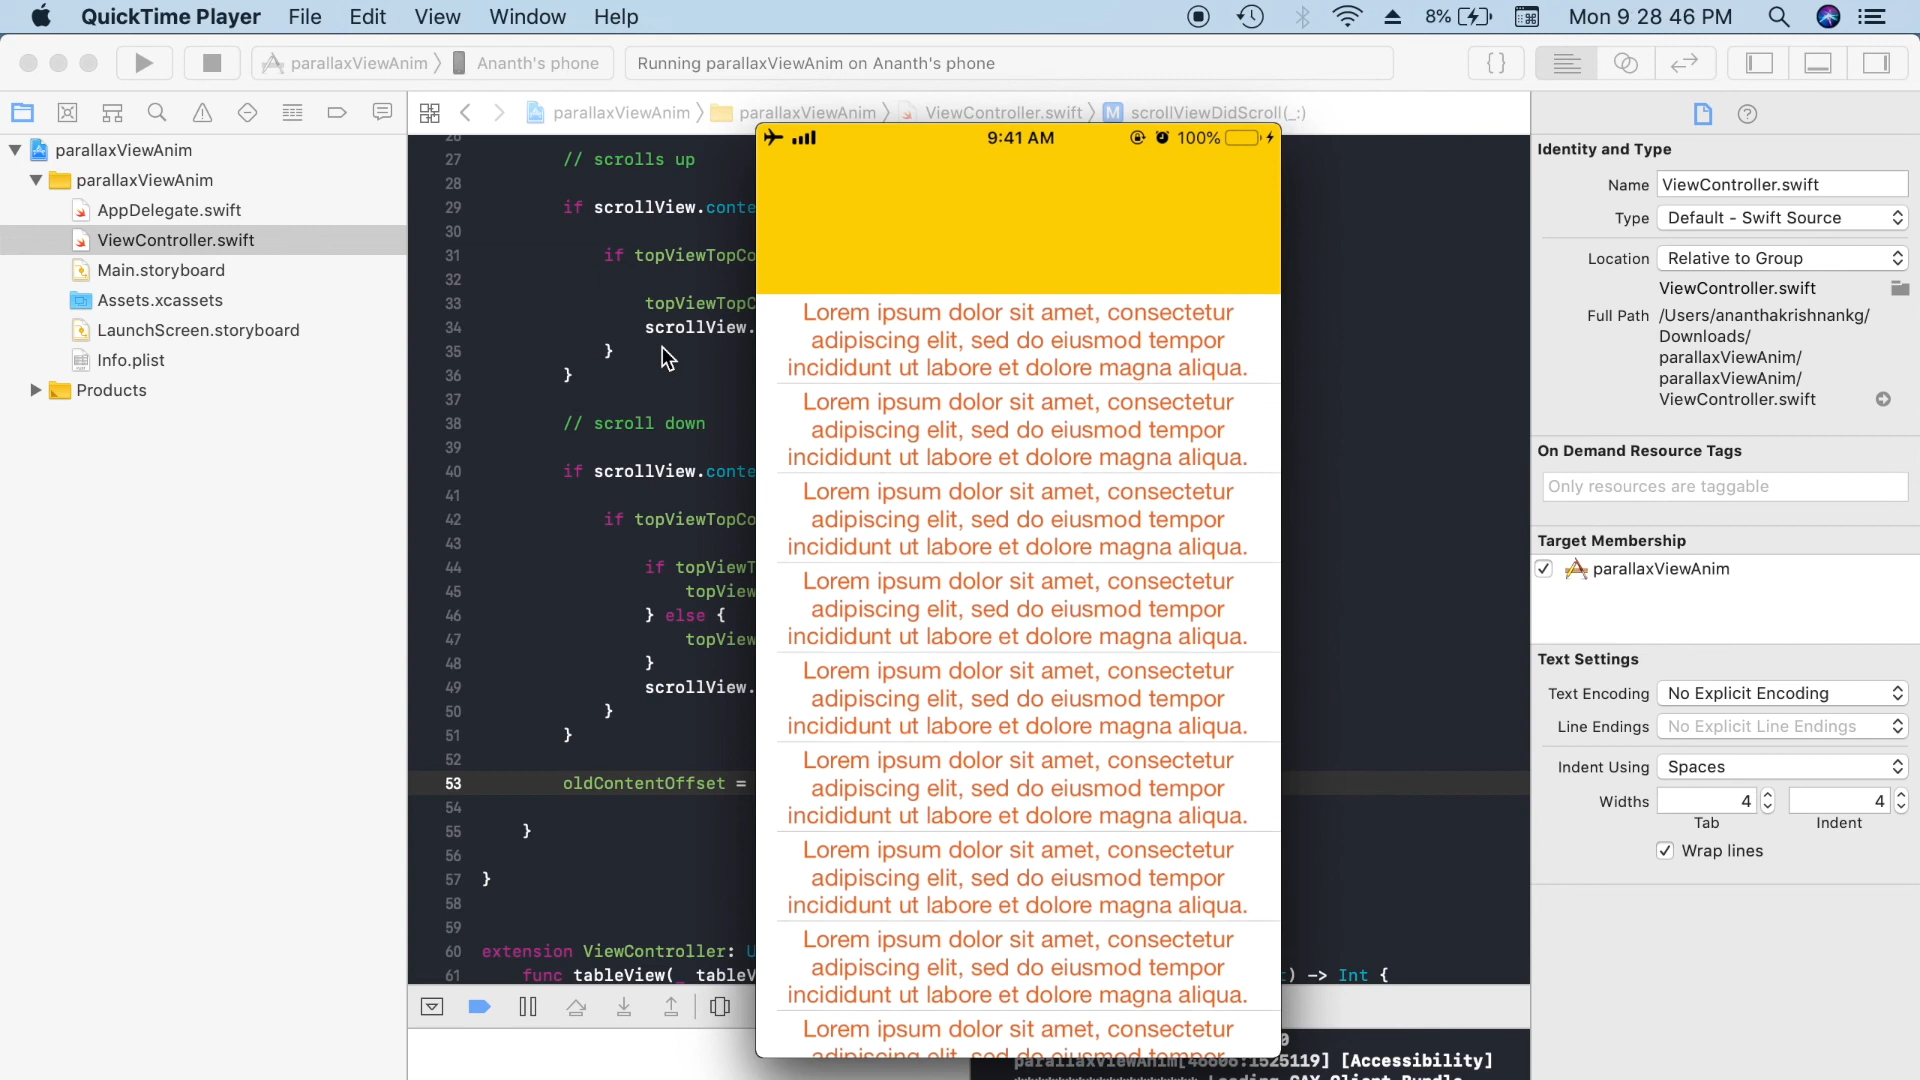 QuickTime Player File Edit View Window Help 8% Mon 9 28 46 PM
parallaxViewAnim Ananth's phone Running parallaxViewAnim on Ananth's phone { }
parallaxViewAnim parallaxViewAnim ViewController.swift M scrollViewDidScroll(_:)
parallaxViewAnim
parallaxViewAnim
AppDelegate.swift
ViewController.swift
Main.storyboard
Assets.xcassets
LaunchScreen.storyboard
Info.plist
Products
27 // scrolls up
28
29 if scrollView.conte
30
31 if topViewTopCo
32
33 topViewTopC
34 scrollView.
35 }
36 }
37
38 // scroll down
39
40 if scrollView.conte
41
42 if topViewTopCo
43
44 if topViewT
45 topView
46 } else {
47 topView
48 }
49 scrollView.
50 }
51 }
52
53 oldContentOffset =
54
55 }
56
57 }
58
59
60 extension ViewController: U
61 func tableView(_ tableV
) -> Int {
9:41 AM 100%
Lorem ipsum dolor sit amet, consectetur
adipiscing elit, sed do eiusmod tempor
incididunt ut labore et dolore magna aliqua.
Lorem ipsum dolor sit amet, consectetur
adipiscing elit, sed do eiusmod tempor
incididunt ut labore et dolore magna aliqua.
Lorem ipsum dolor sit amet, consectetur
adipiscing elit, sed do eiusmod tempor
incididunt ut labore et dolore magna aliqua.
Lorem ipsum dolor sit amet, consectetur
adipiscing elit, sed do eiusmod tempor
incididunt ut labore et dolore magna aliqua.
Lorem ipsum dolor sit amet, consectetur
adipiscing elit, sed do eiusmod tempor
incididunt ut labore et dolore magna aliqua.
Lorem ipsum dolor sit amet, consectetur
adipiscing elit, sed do eiusmod tempor
incididunt ut labore et dolore magna aliqua.
Lorem ipsum dolor sit amet, consectetur
adipiscing elit, sed do eiusmod tempor
incididunt ut labore et dolore magna aliqua.
Lorem ipsum dolor sit amet, consectetur
adipiscing elit, sed do eiusmod tempor
incididunt ut labore et dolore magna aliqua.
Lorem ipsum dolor sit amet, consectetur
adipiscing elit, sed do eiusmod tempor
[Accessibility]
Identity and Type
Name ViewController.swift
Type Default - Swift Source
Location Relative to Group
ViewController.swift
Full Path /Users/ananthakrishnankg/
Downloads/
parallaxViewAnim/
parallaxViewAnim/
ViewController.swift
On Demand Resource Tags
Only resources are taggable
Target Membership
parallaxViewAnim
Text Settings
Text Encoding No Explicit Encoding
Line Endings No Explicit Line Endings
Indent Using Spaces
Widths 4 4
Tab Indent
Wrap lines